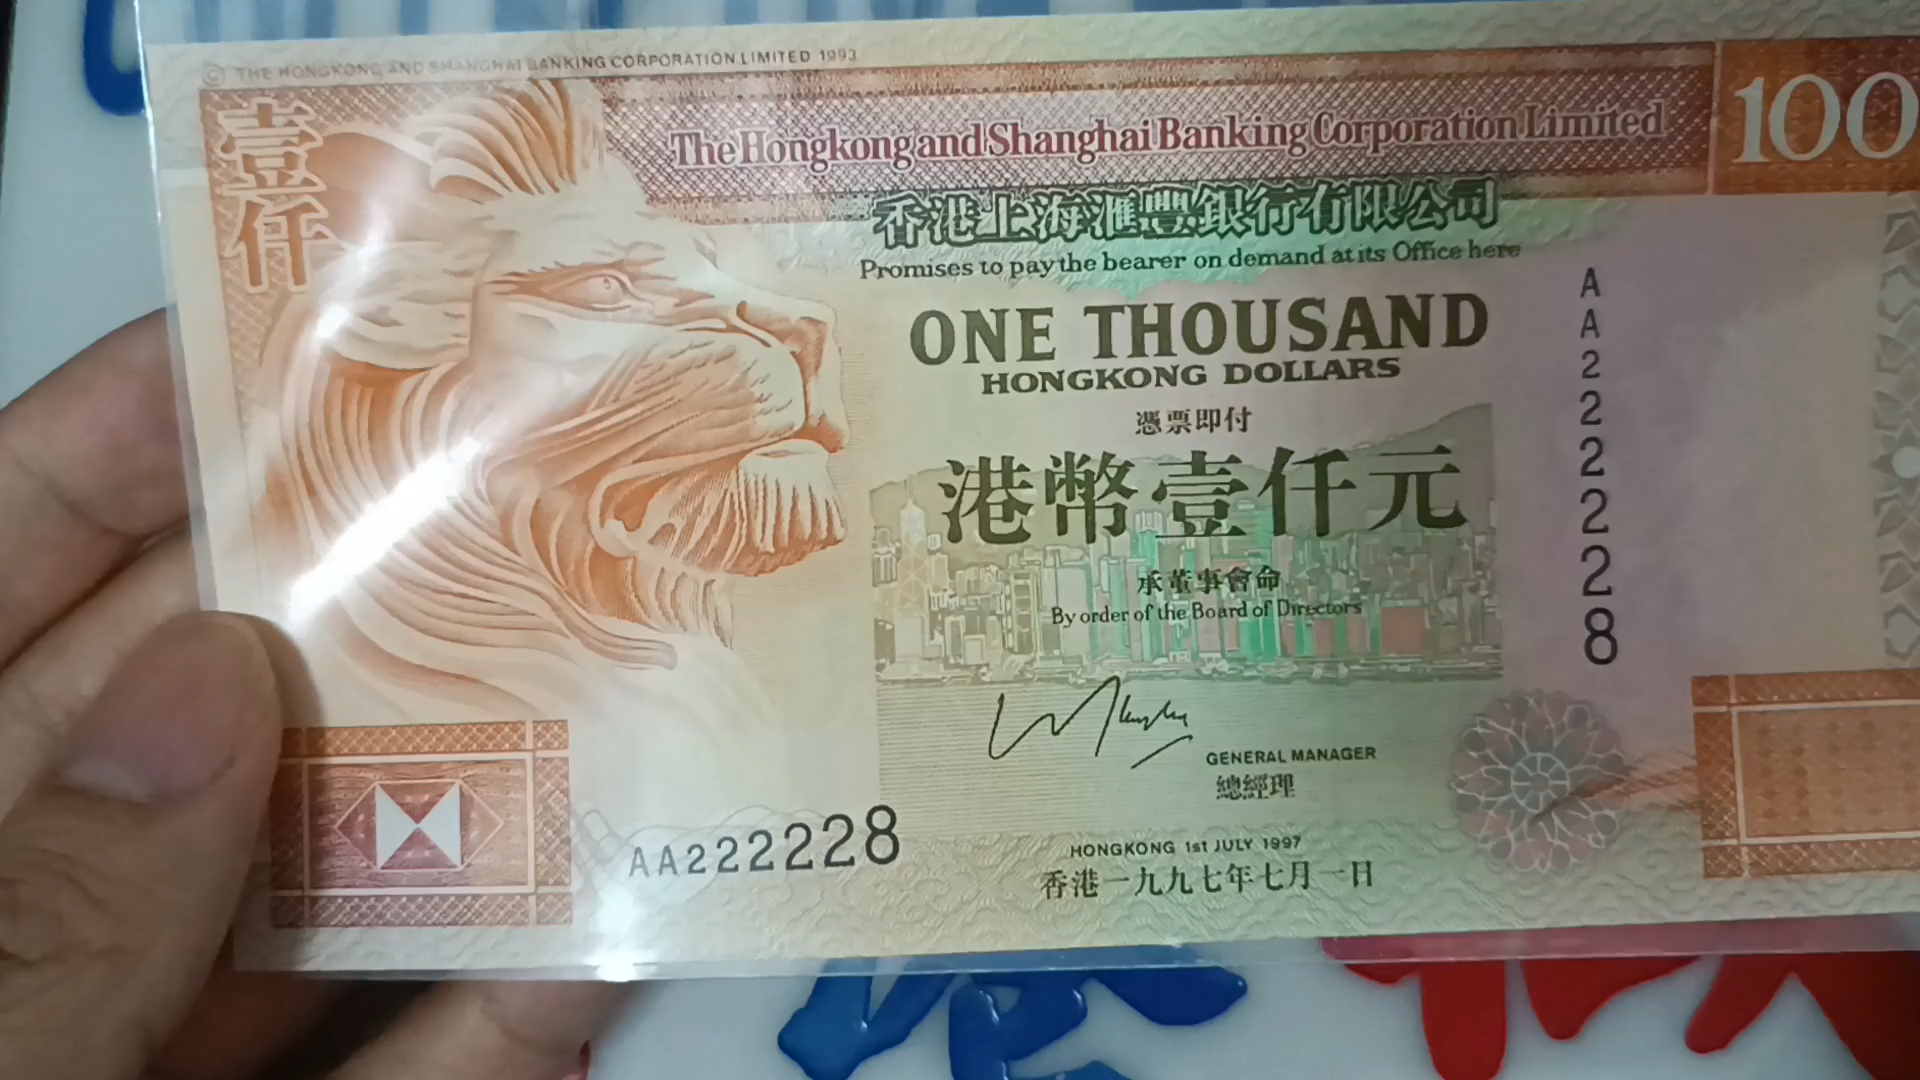 © THE HONGKONG AND SHANGHAI BANKING CORPORATION LIMITED 1993
壹仟
The Hongkong and Shanghai Banking Corporation Limited
100
香港上海滙豐銀行有限公司
Promises to pay the bearer on demand at its Office here
ONE THOUSAND
HONGKONG DOLLARS
憑票即付
港幣壹仟元
承董事會命
By order of the Board of Directors
AA222228
GENERAL MANAGER
總經理
AA222228
HONGKONG 1st JULY 1997
香港一九九七年七月一日